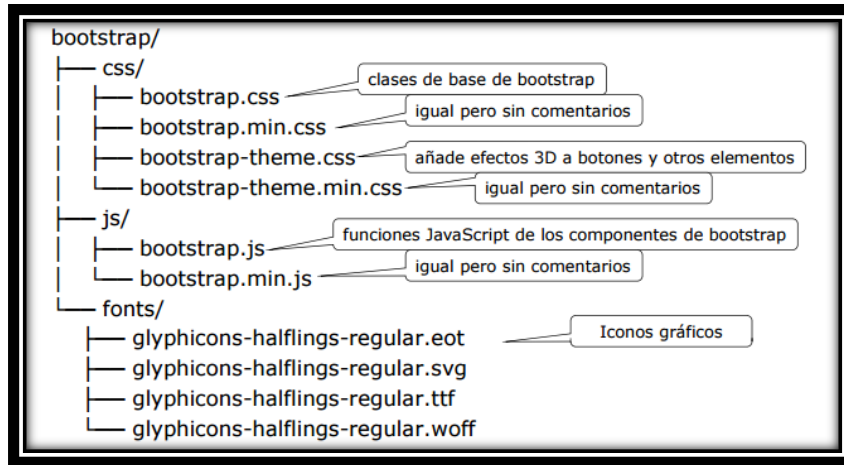 bootstrap/
├── css/
│ ├── bootstrap.css clases de base de bootstrap
│ ├── bootstrap.min.css igual pero sin comentarios
│ ├── bootstrap-theme.css añade efectos 3D a botones y otros elementos
│ └── bootstrap-theme.min.css igual pero sin comentarios
├── js/
│ ├── bootstrap.js funciones JavaScript de los componentes de bootstrap
│ └── bootstrap.min.js igual pero sin comentarios
└── fonts/
├── glyphicons-halflings-regular.eot Iconos gráficos
├── glyphicons-halflings-regular.svg
├── glyphicons-halflings-regular.ttf
└── glyphicons-halflings-regular.woff